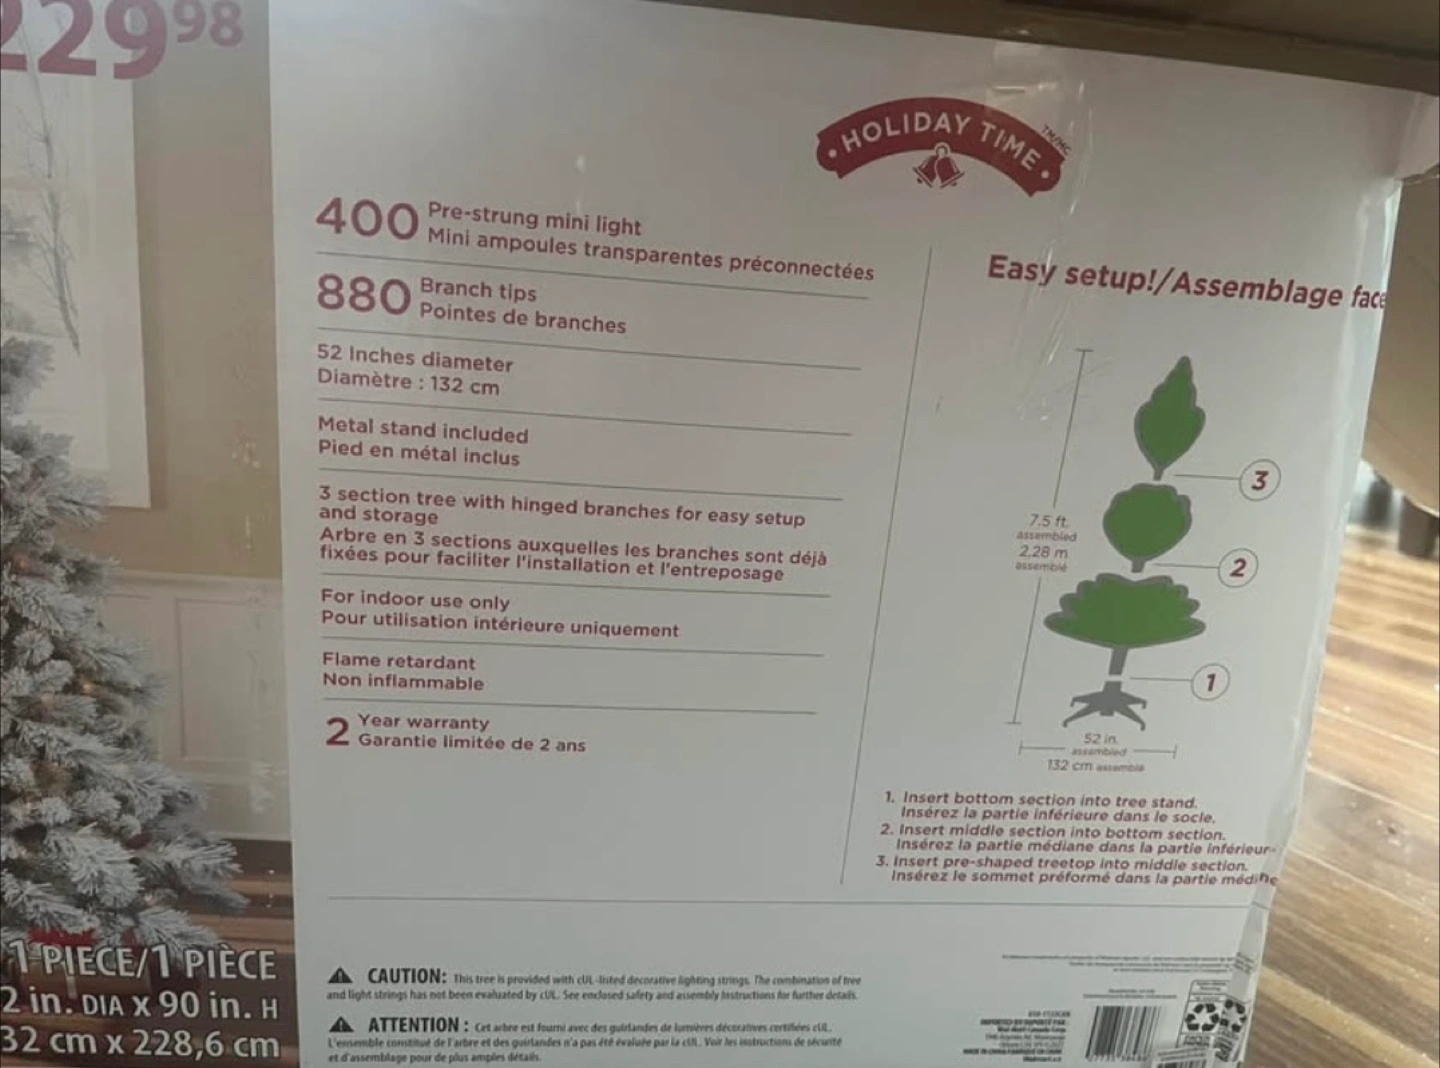 229 98
HOLIDAY TIME TM/MC
400 Pre-strung mini light
Mini ampoules transparentes préconnectées
880 Branch tips
Pointes de branches
52 Inches diameter
Diamètre : 132 cm
Metal stand included
Pied en métal inclus
3 section tree with hinged branches for easy setup
and storage
Arbre en 3 sections auxquelles les branches sont déjà
fixées pour faciliter l'installation et l'entreposage
For indoor use only
Pour utilisation intérieure uniquement
Flame retardant
Non inflammable
2 Year warranty
Garantie limitée de 2 ans
Easy setup!/Assemblage face
3
7.5 ft.
assembled
2,28 m
assemblé
2
1
52 in.
assembled
132 cm assemblé
1. Insert bottom section into tree stand.
Insérez la partie inférieure dans le socle.
2. Insert middle section into bottom section.
Insérez la partie médiane dans la partie inférieur
3. Insert pre-shaped treetop into middle section.
Insérez le sommet préformé dans la partie médine
1 PIECE/1 PIÈCE
2 in. DIA x 90 in. H
32 cm x 228,6 cm
CAUTION: This tree is provided with cUL-listed decorative lighting strings. The combination of tree
and light strings has not been evaluated by cUL. See enclosed safety and assembly instructions for further details.
ATTENTION : Cet arbre est fourni avec des guirlandes de lumières décoratives certifiées cUL.
L'ensemble constitué de l'arbre et des guirlandes n'a pas été évaluée par la cUL. Voir les instructions de sécurité
et d'assemblage pour de plus amples détails.